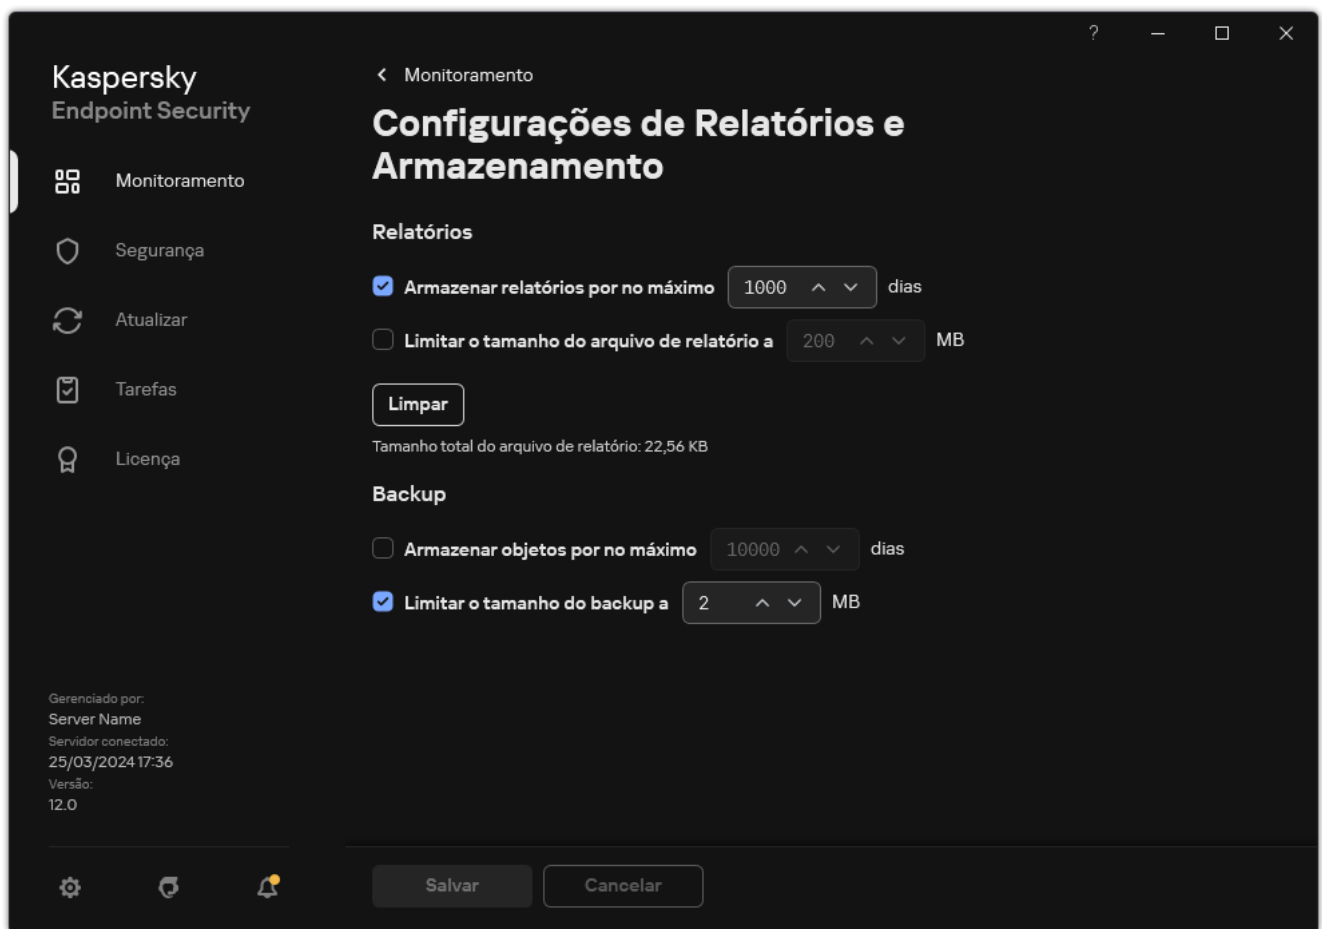 ?
Kaspersky
Endpoint Security
Monitoramento
Segurança
Atualizar
Tarefas
Licença
Gerenciado por:
Server Name
Servidor conectado:
25/03/2024 17:36
Versão:
12.0
Monitoramento
Configurações de Relatórios e
Armazenamento
Relatórios
Armazenar relatórios por no máximo 1000 dias
Limitar o tamanho do arquivo de relatório a 200 MB
Limpar
Tamanho total do arquivo de relatório: 22,56 KB
Backup
Armazenar objetos por no máximo 10000 dias
Limitar o tamanho do backup a 2 MB
Salvar Cancelar